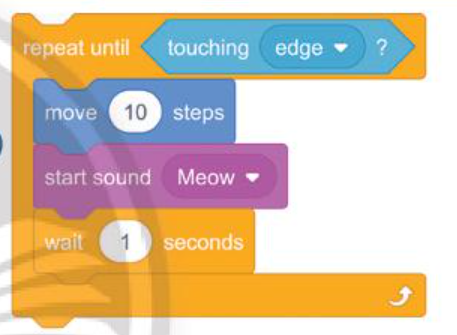 repeat until touching edge ?
move 10 steps
start sound Meow
wait 1 seconds